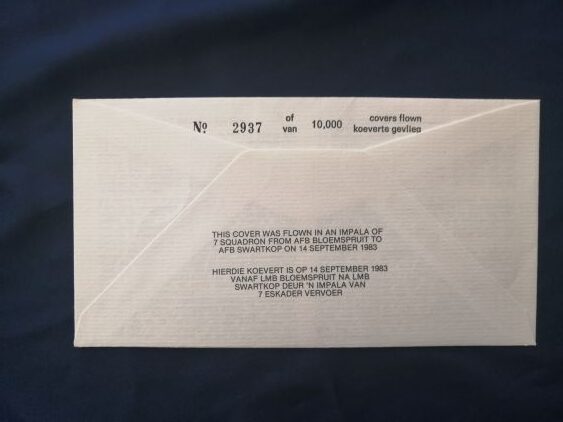 No 2937 of 10,000 covers flown
van koeverte gevlieg
THIS COVER WAS FLOWN IN AN IMPALA OF
7 SQUADRON FROM AFB BLOEMSPRUIT TO
AFB SWARTKOP ON 14 SEPTEMBER 1983
HIERDIE KOEVERT IS OP 14 SEPTEMBER 1983
VANAF LMB BLOEMSPRUIT NA LMB
SWARTKOP DEUR 'N IMPALA VAN
7 ESKADER VERVOER